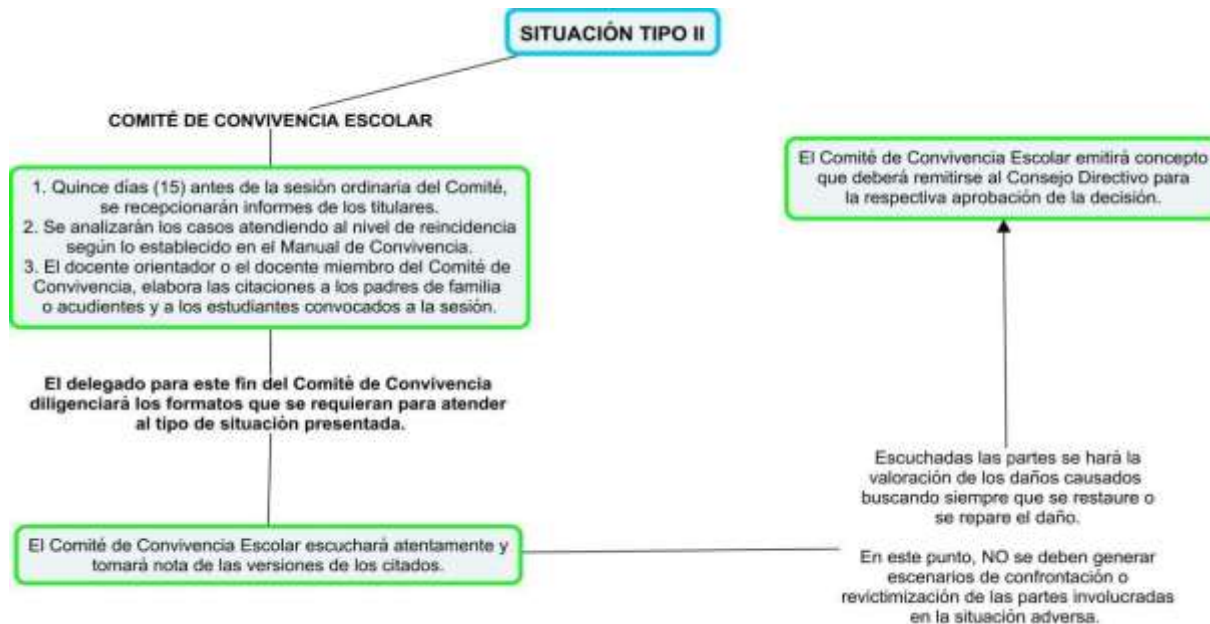 SITUACIÓN TIPO II
COMITÉ DE CONVIVENCIA ESCOLAR
1. Quince días (15) antes de la sesión ordinaria del Comité,
se recepcionarán informes de los titulares.
2. Se analizarán los casos atendiendo al nivel de reincidencia
según lo establecido en el Manual de Convivencia.
3. El docente orientador o el docente miembro del Comité de
Convivencia, elabora las citaciones a los padres de familia
o acudientes y a los estudiantes convocados a la sesión.
El delegado para este fin del Comité de Convivencia
diligenciará los formatos que se requieran para atender
al tipo de situación presentada.
El Comité de Convivencia Escolar escuchará atentamente y
tomará nota de las versiones de los citados.
Escuchadas las partes se hará la
valoración de los daños causados
buscando siempre que se restaure o
se repare el daño.
En este punto, NO se deben generar
escenarios de confrontación o
revictimización de las partes involucradas
en la situación adversa.
El Comité de Convivencia Escolar emitirá concepto
que deberá remitirse al Consejo Directivo para
la respectiva aprobación de la decisión.